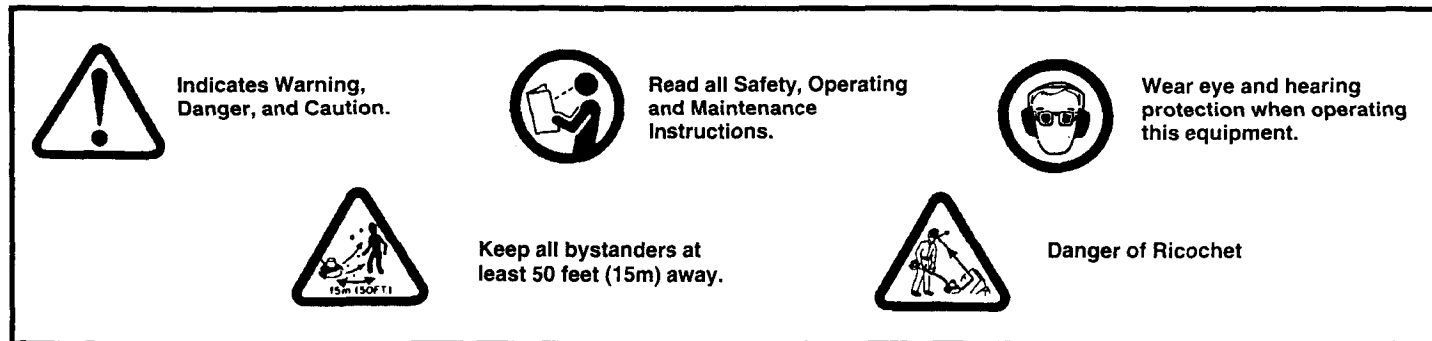 Indicates Warning,
Danger, and Caution.
Read all Safety, Operating
and Maintenance
Instructions.
Wear eye and hearing
protection when operating
this equipment.
15m (50FT)
Keep all bystanders at
least 50 feet (15m) away.
Danger of Ricochet